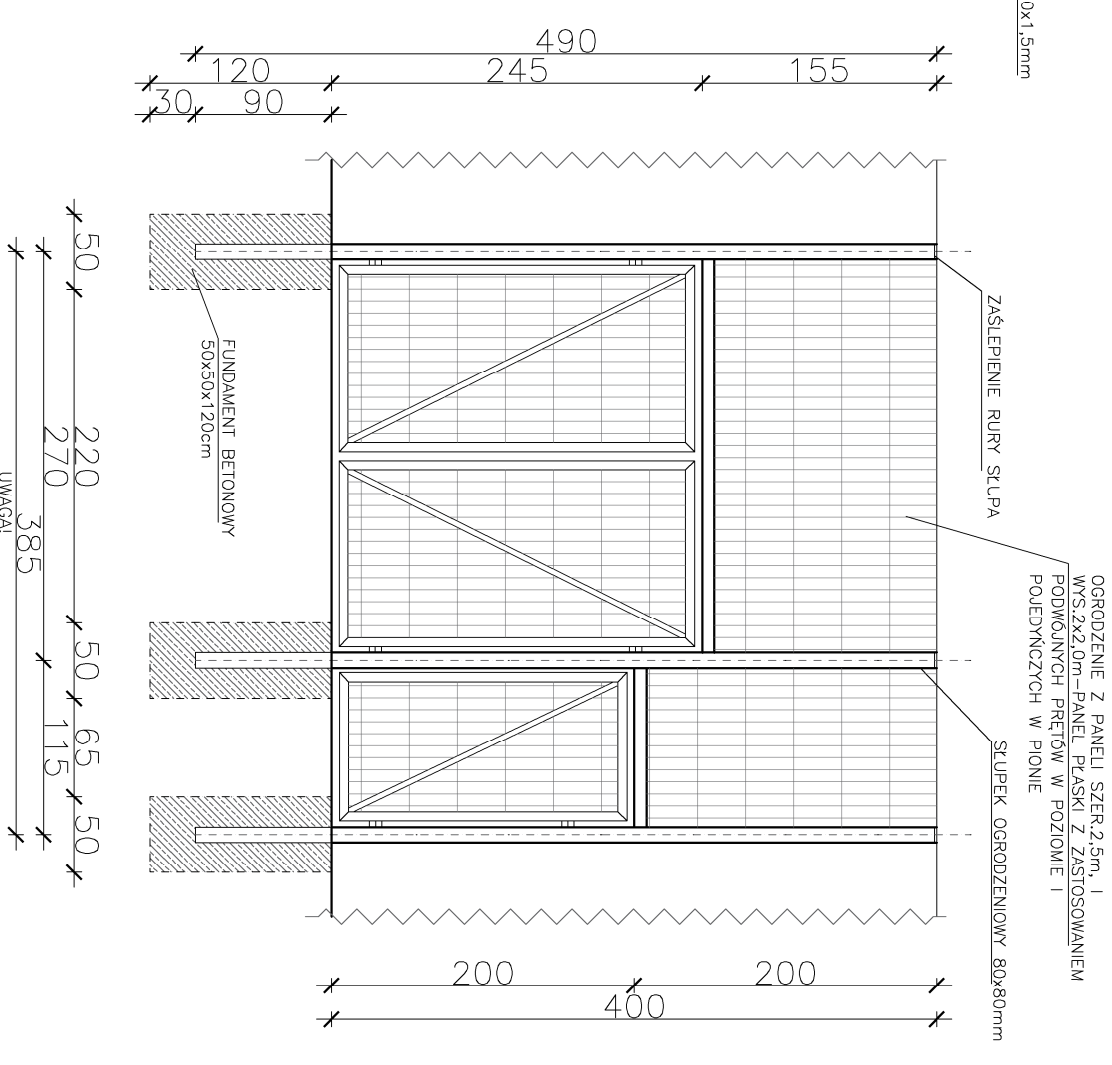 0x1,5mm
490
120
245
155
30
90
ZAŚLEPIENIE RURY SŁUPA
OGRODZENIE Z PANELI SZER.2,5m, I
WYS.2x2,0m-PANEL PŁASKI Z ZASTOSOWANIEM
PODWÓJNYCH PRĘTÓW W POZIOMIE I
POJEDYŃCZYCH W PIONIE
SŁUPEK OGRODZENIOWY 80x80mm
FUNDAMENT BETONOWY
50x50x120cm
50
220
50
65
50
270
115
385
UWAGA!
200
200
400